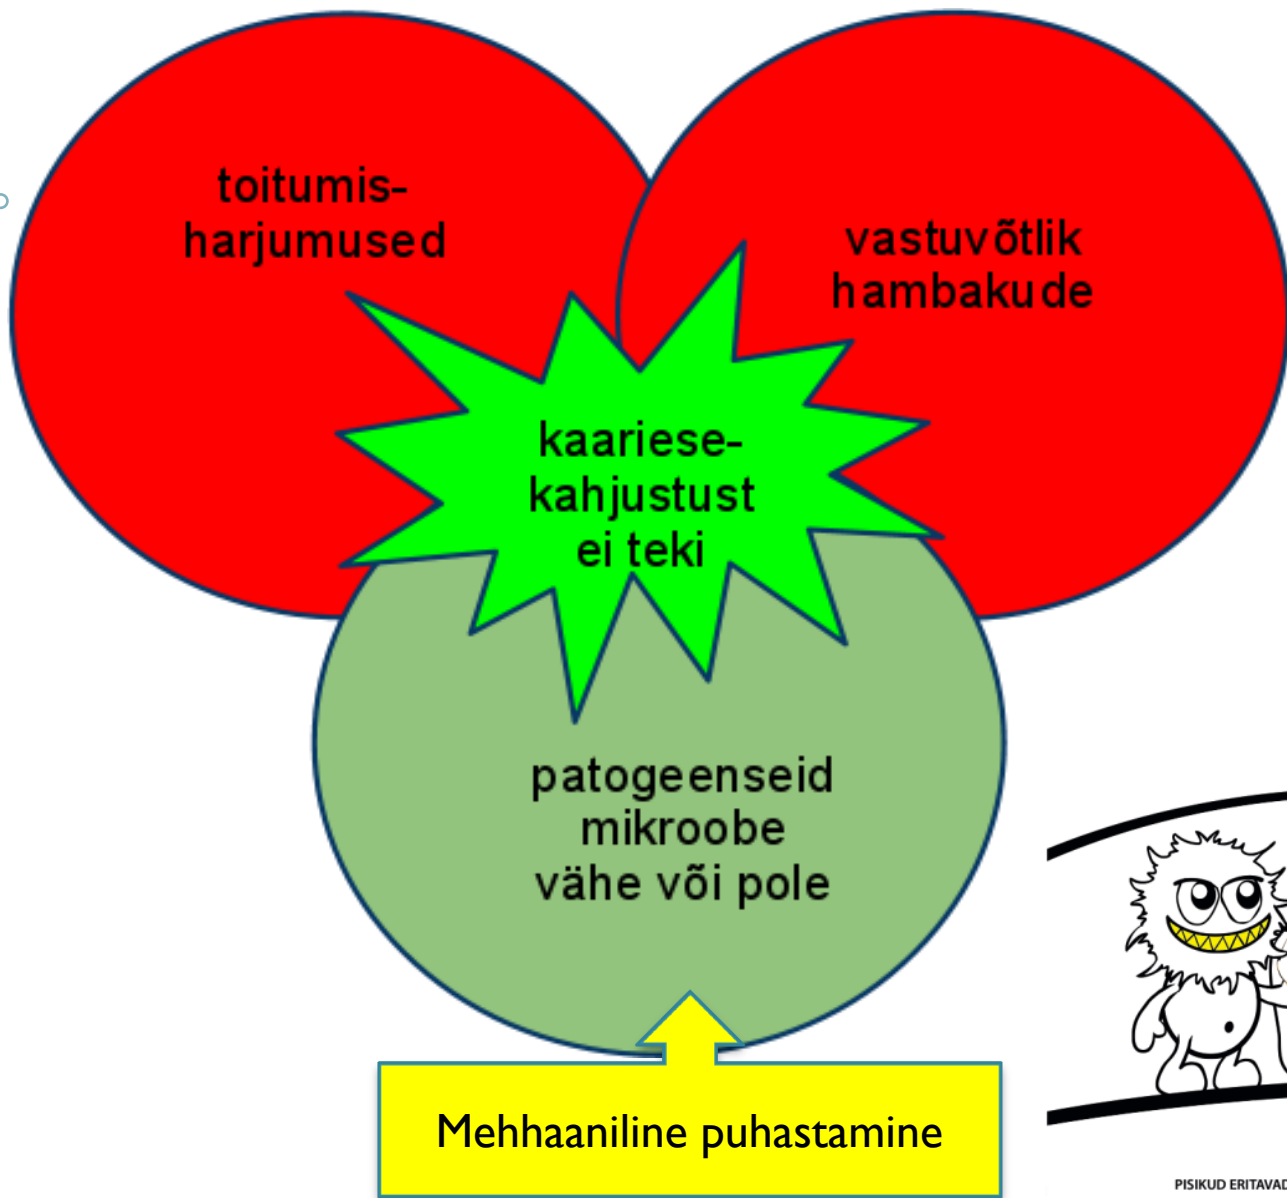 toitumis-
harjumused
vastuvõtlik
hambakude
kaariese-
kahjustust
ei teki
patogeenseid
mikroobe
vähe või pole
Mehhaaniline puhastamine
PISIKUD ERITAVAD